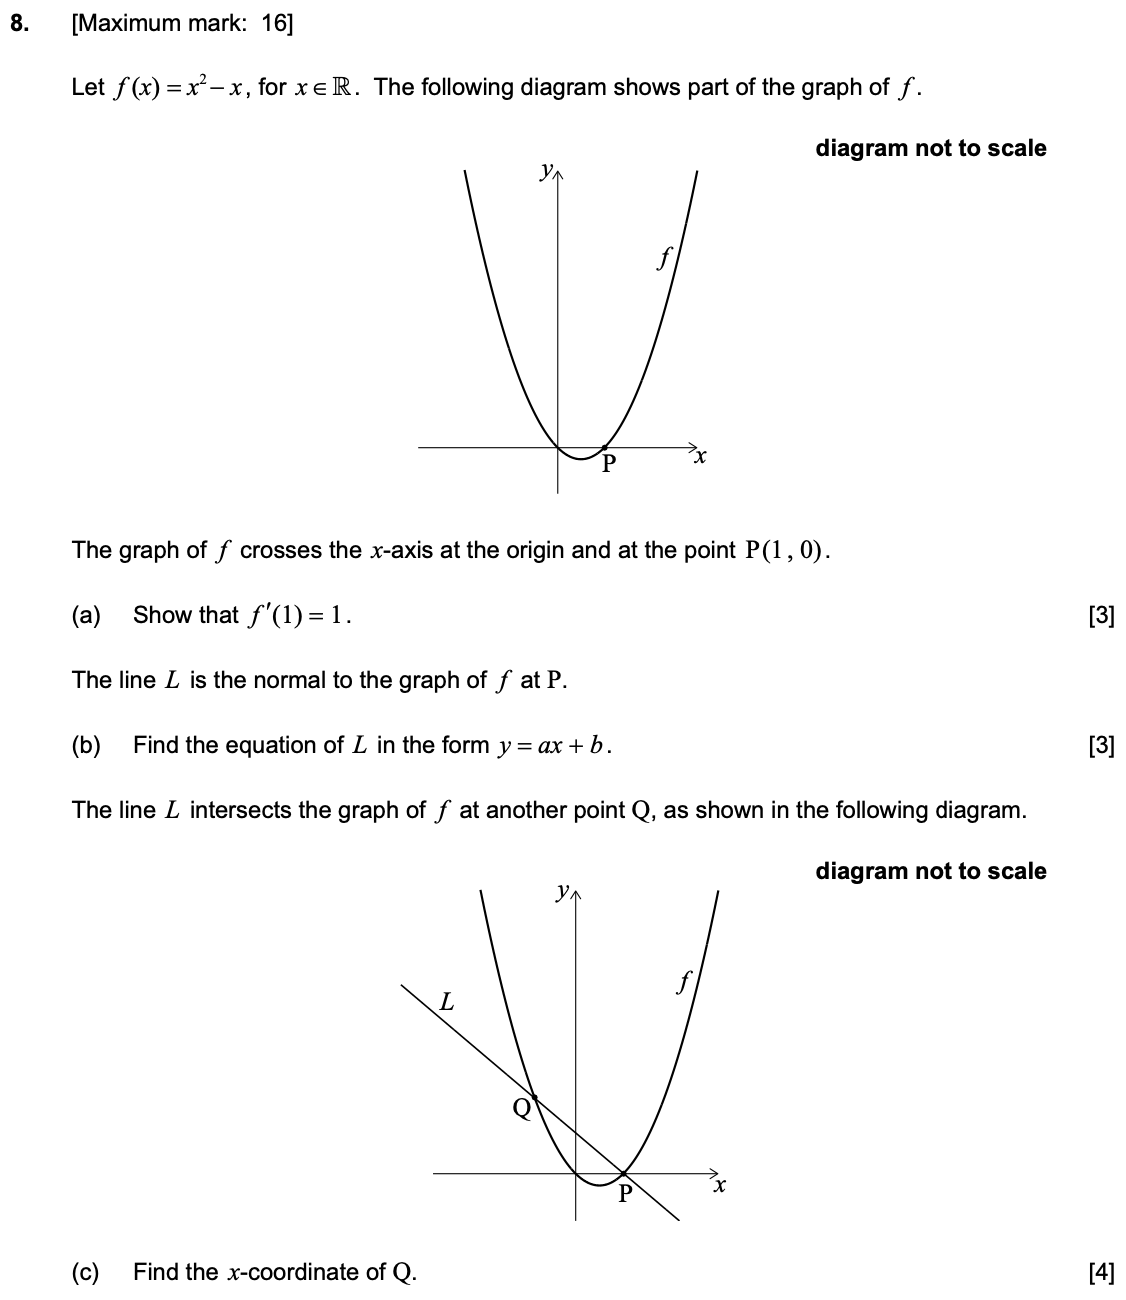 8. [Maximum mark: 16]
Let f(x) = x² – x, for x ∈ ℝ. The following diagram shows part of the graph of f.
diagram not to scale
y
f
P
x
The graph of f crosses the x-axis at the origin and at the point P(1, 0).
(a) Show that f′(1) = 1. [3]
The line L is the normal to the graph of f at P.
(b) Find the equation of L in the form y = ax + b. [3]
The line L intersects the graph of f at another point Q, as shown in the following diagram.
diagram not to scale
y
f
L
Q
P
x
(c) Find the x-coordinate of Q. [4]